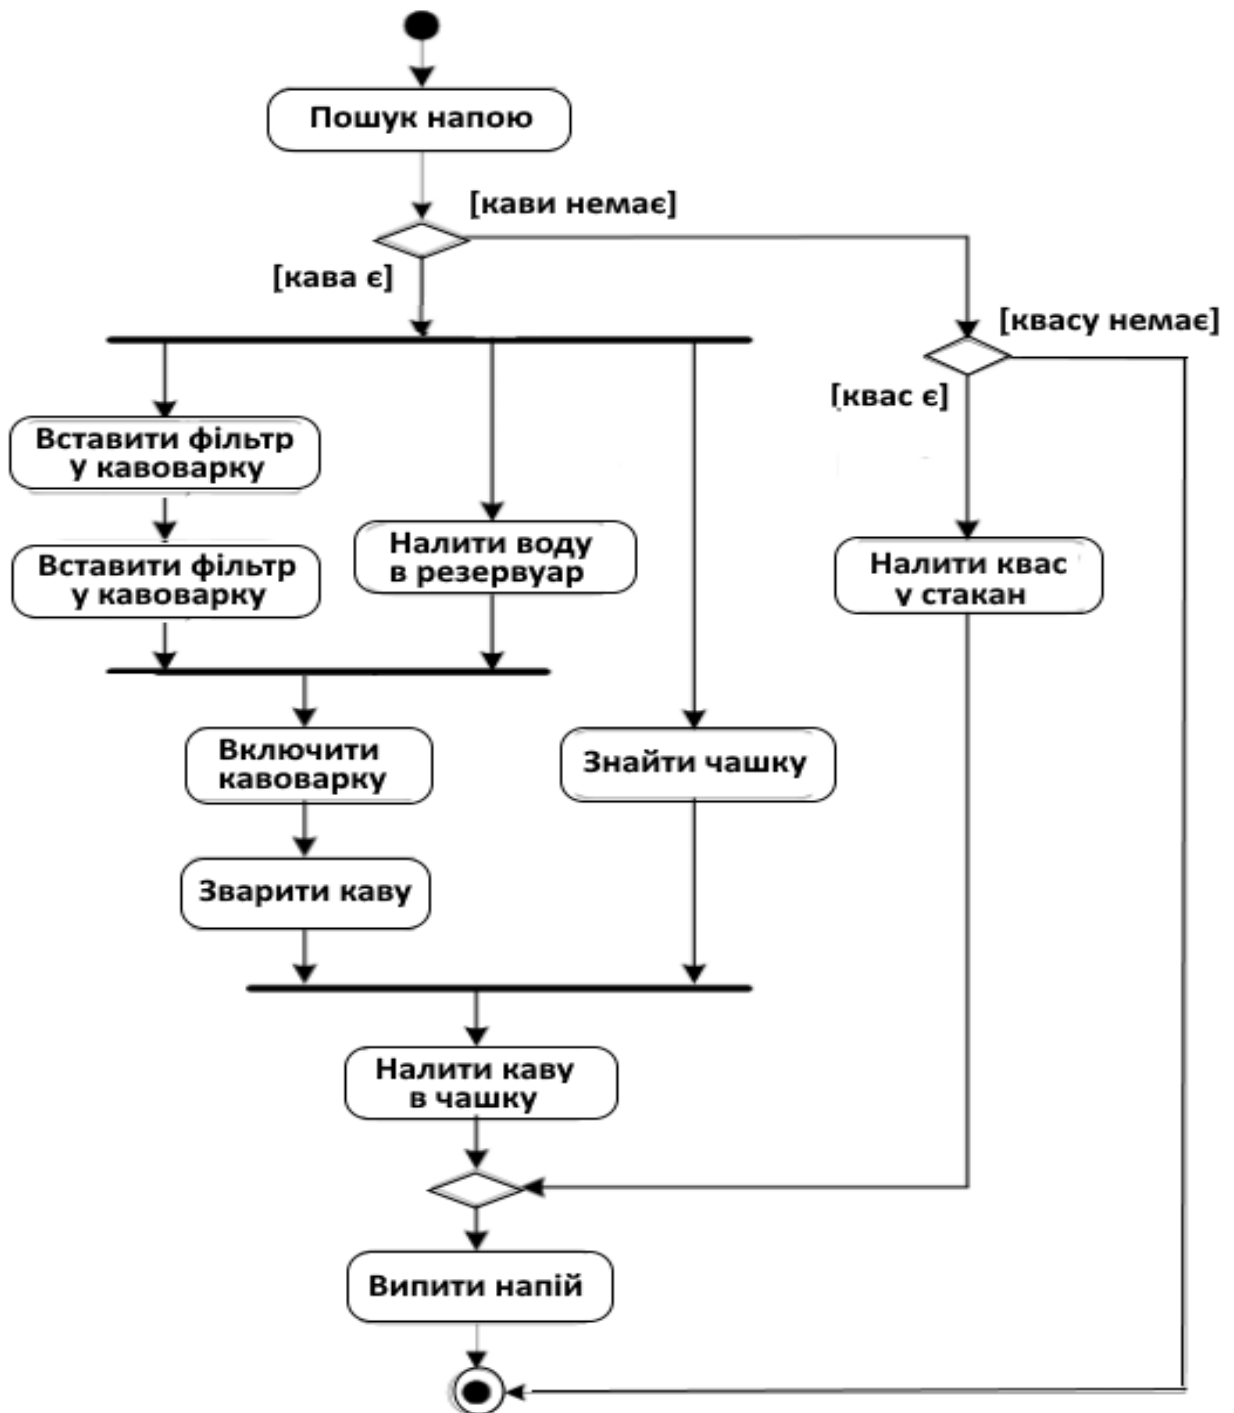 Пошук напою
[кави немає]
[кава є]
[квасу немає]
[квас є]
Вставити фільтр
у кавоварку
Вставити фільтр
у кавоварку
Налити воду
в резервуар
Налити квас
у стакан
Включити
кавоварку
Знайти чашку
Зварити каву
Налити каву
в чашку
Випити напій